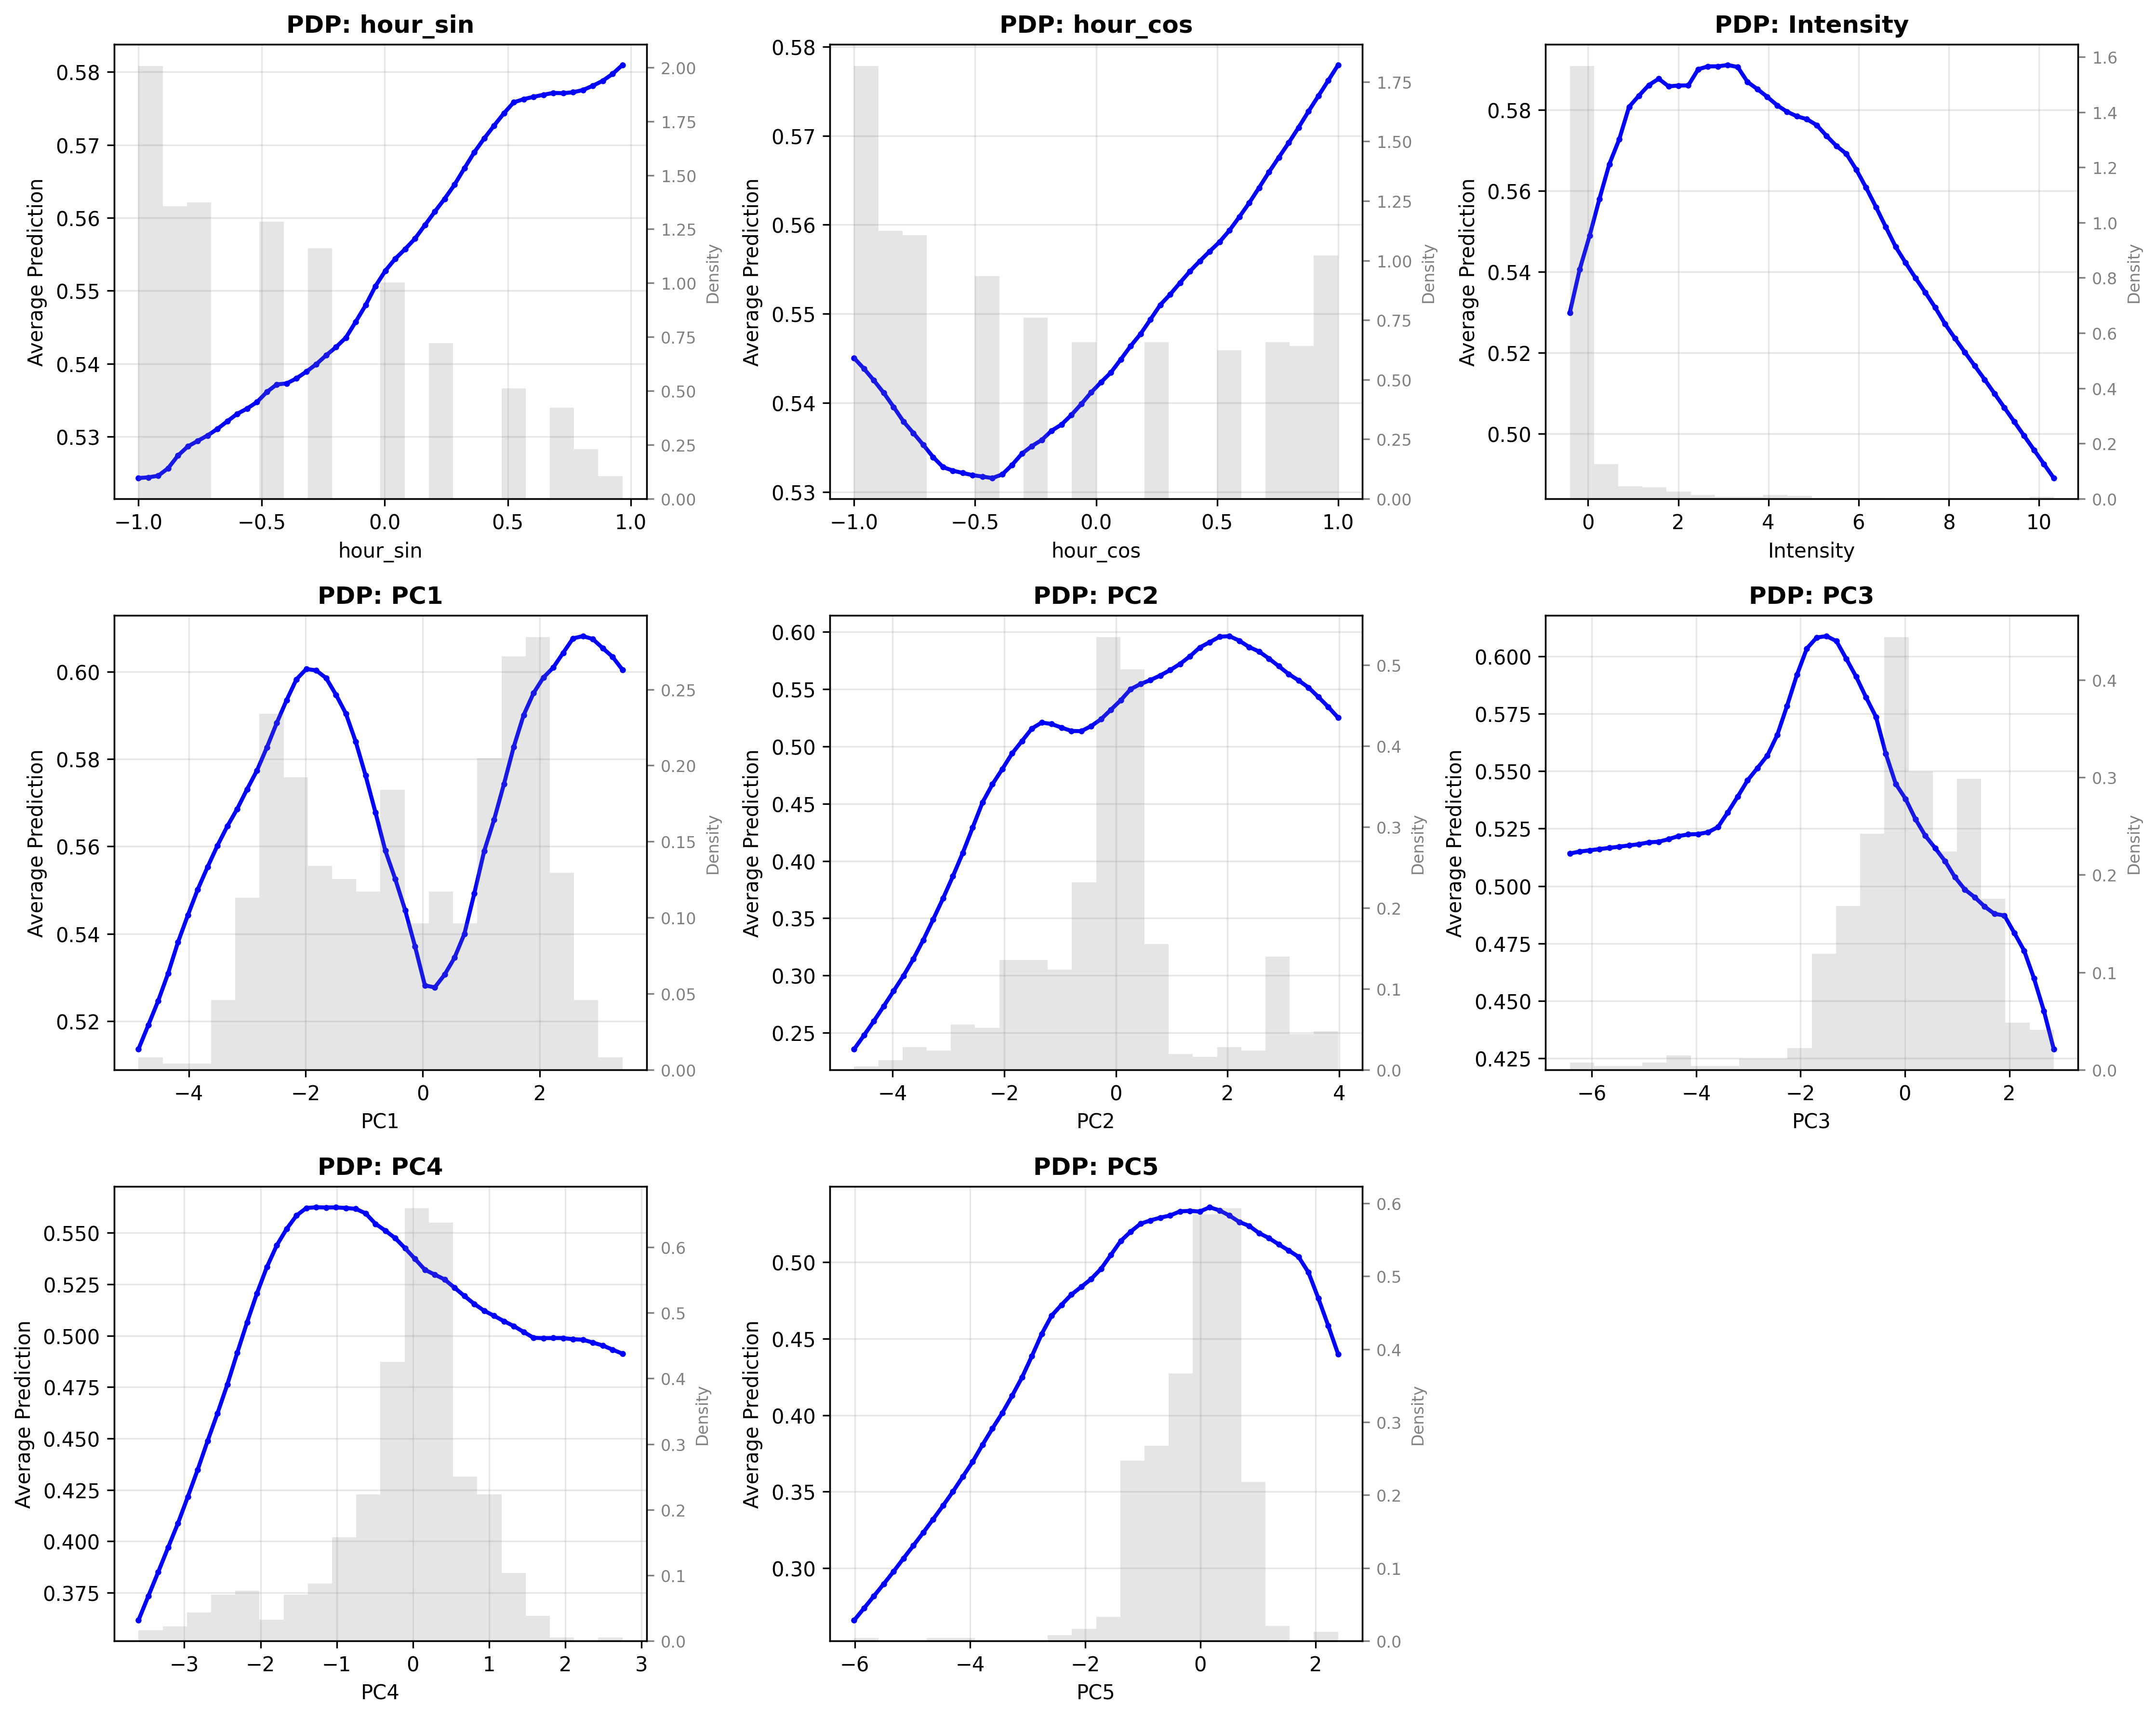 PDP: hour_sin
0.58
0.57
0.56
0.55
0.54
0.53
Average Prediction
2.00
1.75
1.50
1.25
1.00
0.75
0.50
0.25
0.00
Density
−1.0 −0.5 0.0 0.5 1.0
hour_sin
PDP: hour_cos
0.58
0.57
0.56
0.55
0.54
0.53
Average Prediction
1.75
1.50
1.25
1.00
0.75
0.50
0.25
0.00
Density
−1.0 −0.5 0.0 0.5 1.0
hour_cos
PDP: Intensity
0.58
0.56
0.54
0.52
0.50
Average Prediction
1.6
1.4
1.2
1.0
0.8
0.6
0.4
0.2
0.0
Density
0 2 4 6 8 10
Intensity
PDP: PC1
0.60
0.58
0.56
0.54
0.52
Average Prediction
0.25
0.20
0.15
0.10
0.05
0.00
Density
−4 −2 0 2
PC1
PDP: PC2
0.60
0.55
0.50
0.45
0.40
0.35
0.30
0.25
Average Prediction
0.5
0.4
0.3
0.2
0.1
0.0
Density
−4 −2 0 2 4
PC2
PDP: PC3
0.600
0.575
0.550
0.525
0.500
0.475
0.450
0.425
Average Prediction
0.4
0.3
0.2
0.1
0.0
Density
−6 −4 −2 0 2
PC3
PDP: PC4
0.550
0.525
0.500
0.475
0.450
0.425
0.400
0.375
Average Prediction
0.6
0.5
0.4
0.3
0.2
0.1
0.0
Density
−3 −2 −1 0 1 2 3
PC4
PDP: PC5
0.50
0.45
0.40
0.35
0.30
Average Prediction
0.6
0.5
0.4
0.3
0.2
0.1
0.0
Density
−6 −4 −2 0 2
PC5